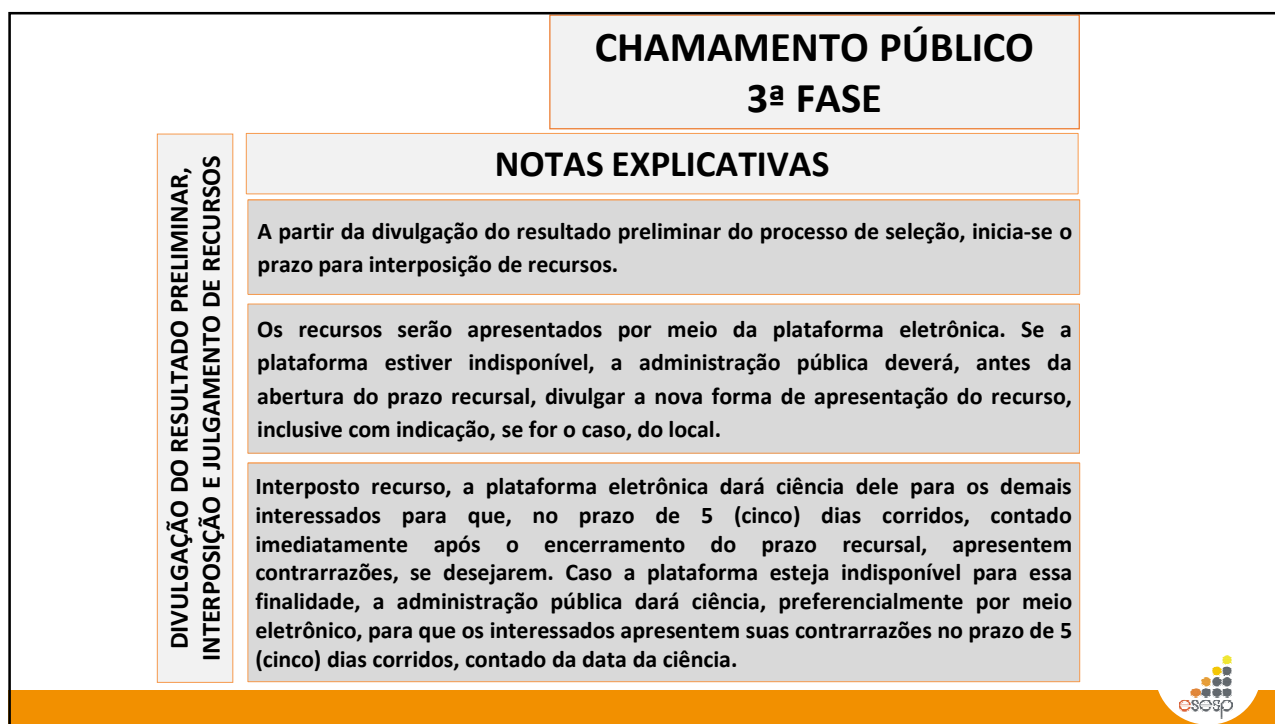 CHAMAMENTO PÚBLICO
3ª FASE
DIVULGAÇÃO DO RESULTADO PRELIMINAR,
INTERPOSIÇÃO E JULGAMENTO DE RECURSOS
NOTAS EXPLICATIVAS
A partir da divulgação do resultado preliminar do processo de seleção, inicia-se o
prazo para interposição de recursos.
Os recursos serão apresentados por meio da plataforma eletrônica. Se a
plataforma estiver indisponível, a administração pública deverá, antes da
abertura do prazo recursal, divulgar a nova forma de apresentação do recurso,
inclusive com indicação, se for o caso, do local.
Interposto recurso, a plataforma eletrônica dará ciência dele para os demais
interessados para que, no prazo de 5 (cinco) dias corridos, contado
imediatamente após o encerramento do prazo recursal, apresentem
contrarrazões, se desejarem. Caso a plataforma esteja indisponível para essa
finalidade, a administração pública dará ciência, preferencialmente por meio
eletrônico, para que os interessados apresentem suas contrarrazões no prazo de 5
(cinco) dias corridos, contado da data da ciência.
esesp